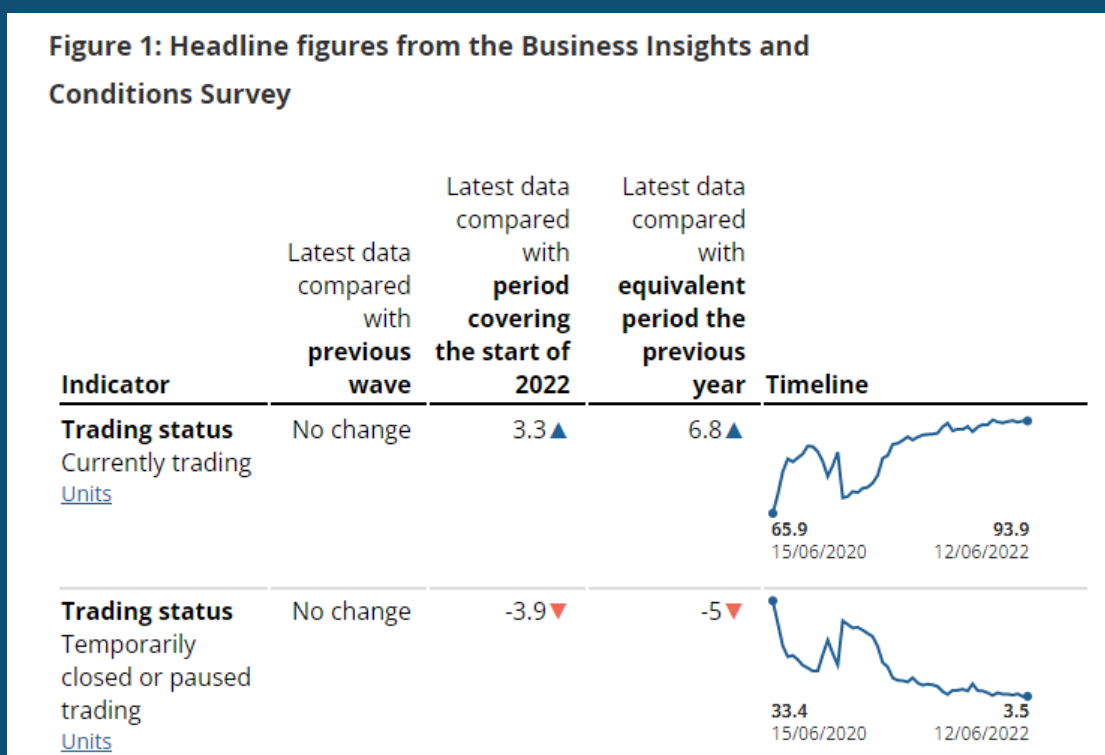 Figure 1: Headline figures from the Business Insights and
Conditions Survey
Indicator
Latest data
compared
with
previous
wave
Latest data
compared
with
period
covering
the start of
2022
Latest data
compared
with
equivalent
period the
previous
year
Timeline
Trading status
Currently trading
Units
No change
3.3▲
6.8▲
65.9
15/06/2020
93.9
12/06/2022
Trading status
Temporarily
closed or paused
trading
Units
No change
-3.9▼
-5▼
33.4
15/06/2020
3.5
12/06/2022